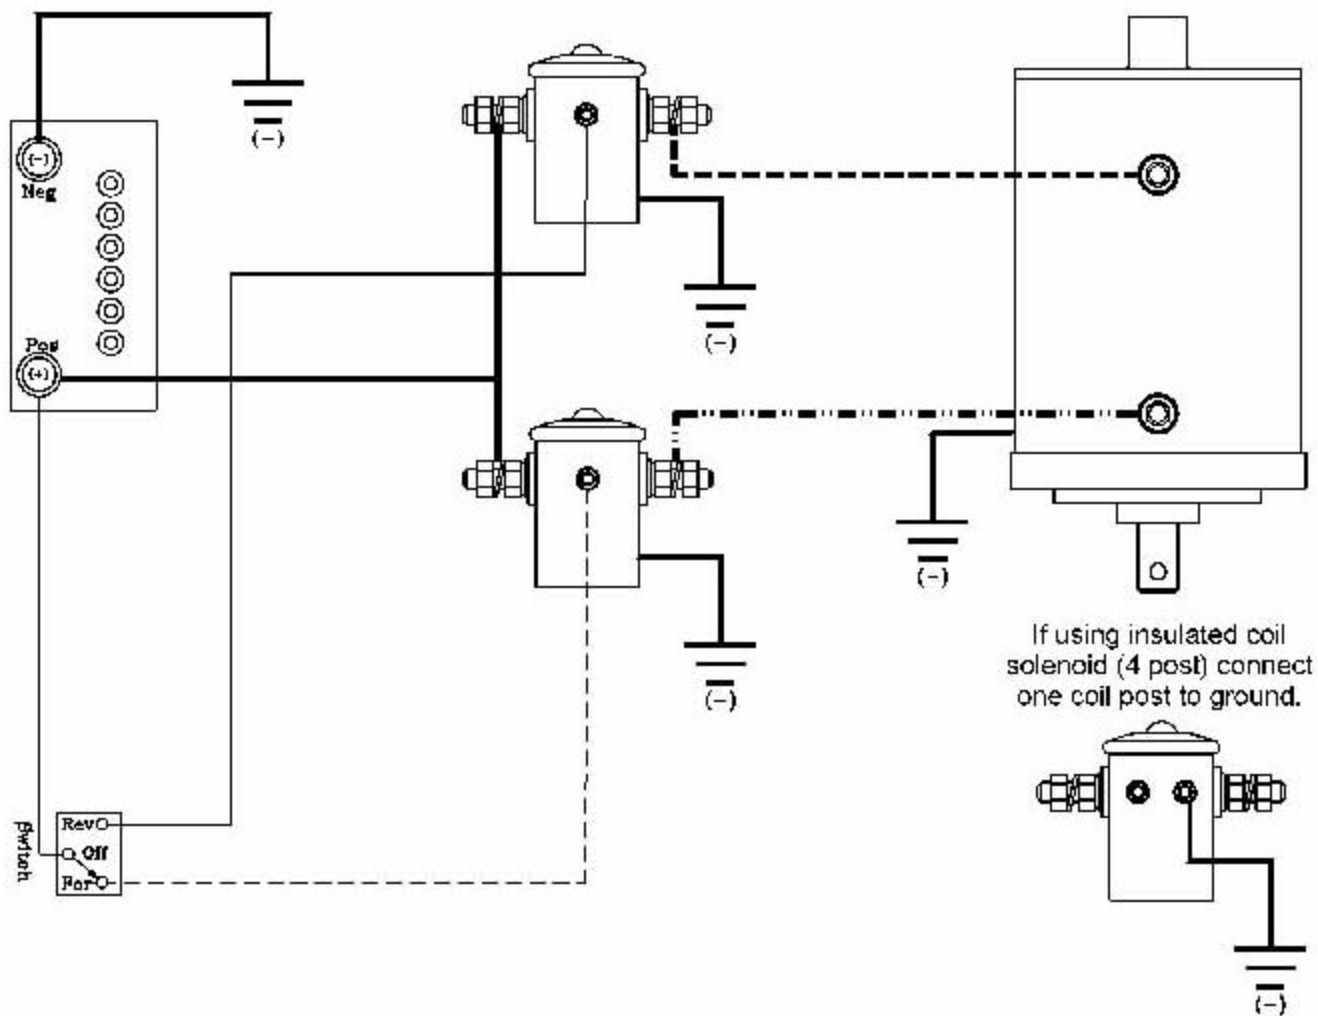 (-)
(-)
Neg
Pos
(+)
(-)
(-)
(-)
If using insulated coil
solenoid (4 post) connect
one coil post to ground.
Switch
Rev
Off
For
(-)